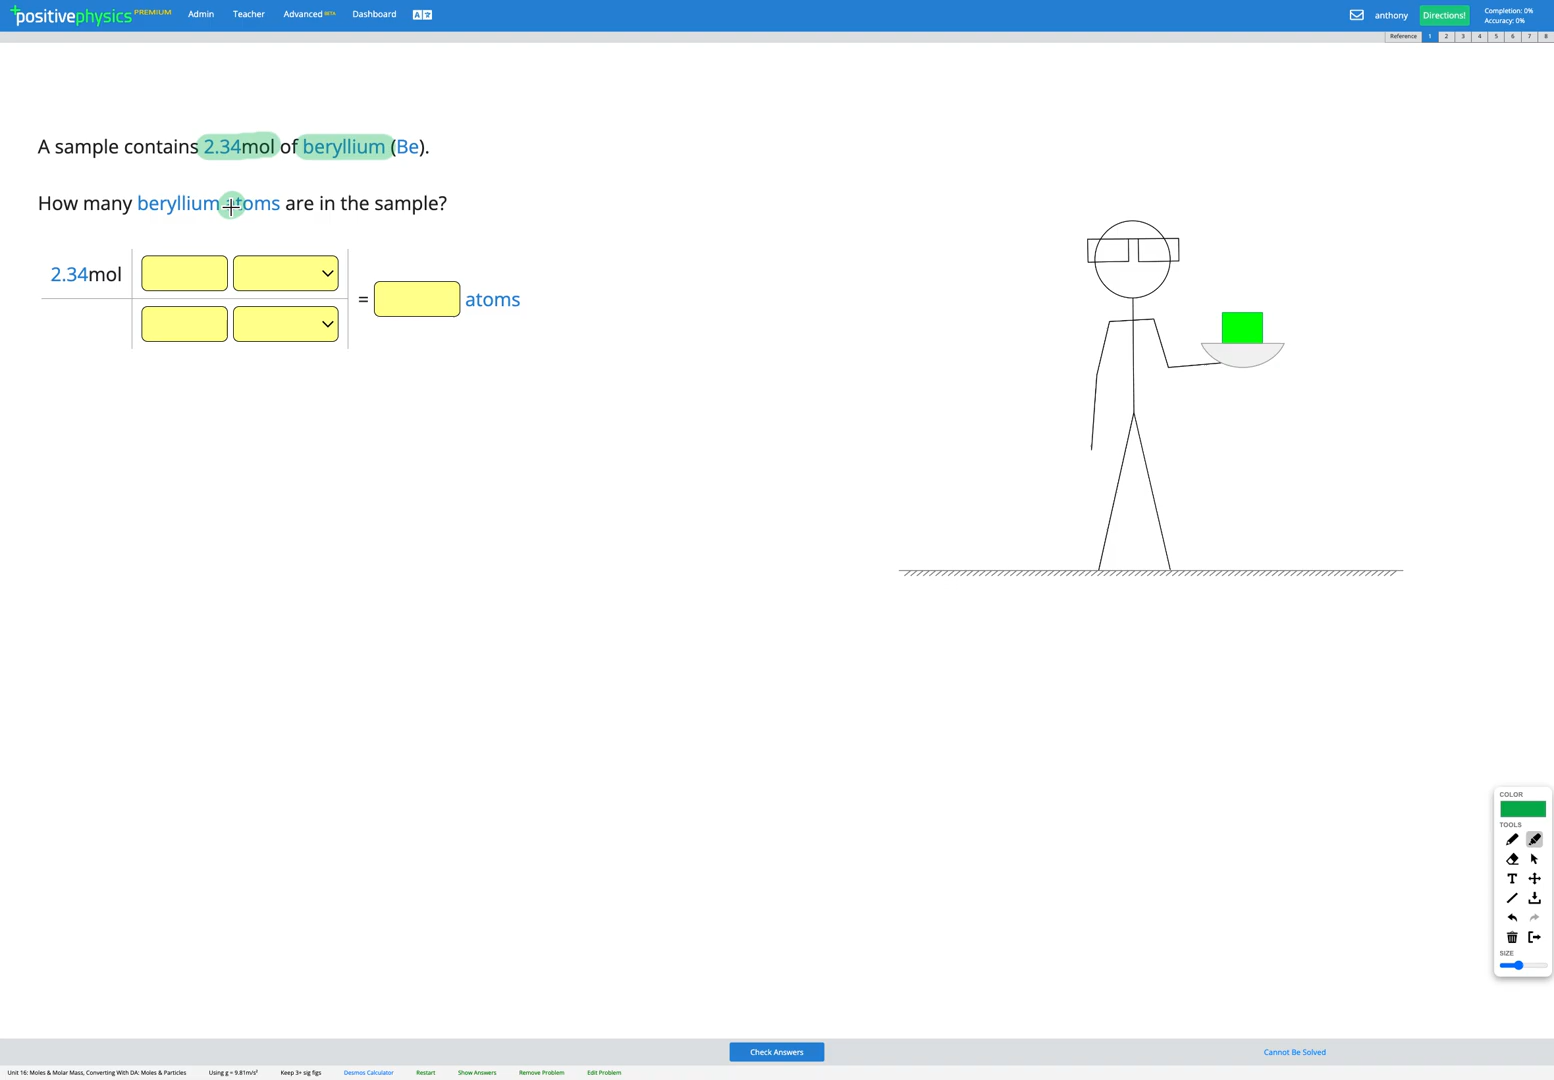 +positivephysics PREMIUM Admin Teacher Advanced BETA Dashboard A anthony Directions! Completion: 0%
Accuracy: 0%
Reference 1 2 3 4 5 6 7 8
A sample contains 2.34mol of beryllium (Be).
How many beryllium atoms are in the sample?
2.34mol
= atoms
COLOR
TOOLS
T
SIZE
Check Answers Cannot Be Solved
Unit 16: Moles & Molar Mass, Converting With DA: Moles & Particles Using g = 9.81m/s² Keep 3+ sig figs Desmos Calculator Restart Show Answers Remove Problem Edit Problem